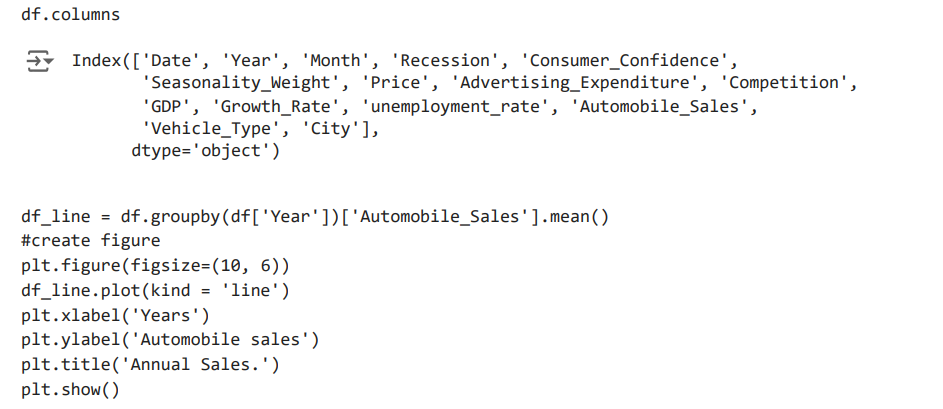 df.columns
Index(['Date', 'Year', 'Month', 'Recession', 'Consumer_Confidence',
'Seasonality_Weight', 'Price', 'Advertising_Expenditure', 'Competition',
'GDP', 'Growth_Rate', 'unemployment_rate', 'Automobile_Sales',
'Vehicle_Type', 'City'],
dtype='object')
df_line = df.groupby(df['Year'])['Automobile_Sales'].mean()
#create figure
plt.figure(figsize=(10, 6))
df_line.plot(kind = 'line')
plt.xlabel('Years')
plt.ylabel('Automobile sales')
plt.title('Annual Sales.')
plt.show()